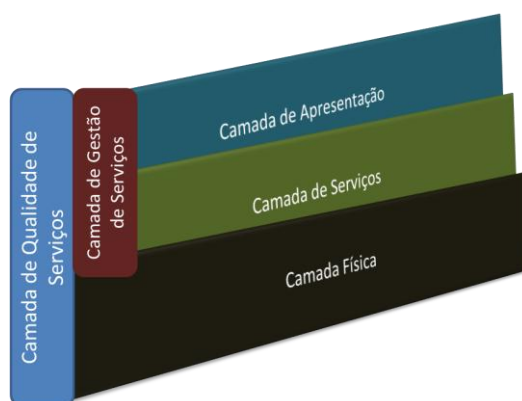 Camada de Qualidade de
Serviços
Camada de Gestão
de Serviços
Camada de Apresentação
Camada de Serviços
Camada Física